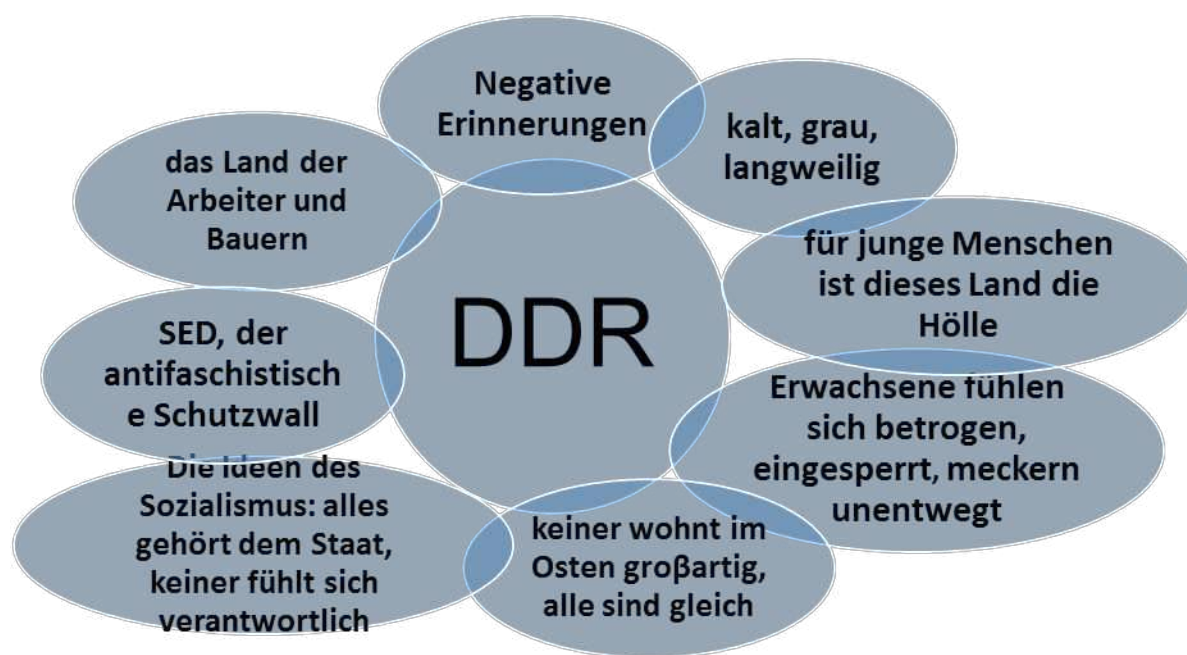 Negative
Erinnerungen
kalt, grau,
langweilig
für junge Menschen
ist dieses Land die
Hölle
Erwachsene fühlen
sich betrogen,
eingesperrt, meckern
unentwegt
keiner wohnt im
Osten groβartig,
alle sind gleich
Die Ideen des
Sozialismus: alles
gehört dem Staat,
keiner fühlt sich
verantwortlich
SED, der
antifaschistisch
e Schutzwall
das Land der
Arbeiter und
Bauern
DDR